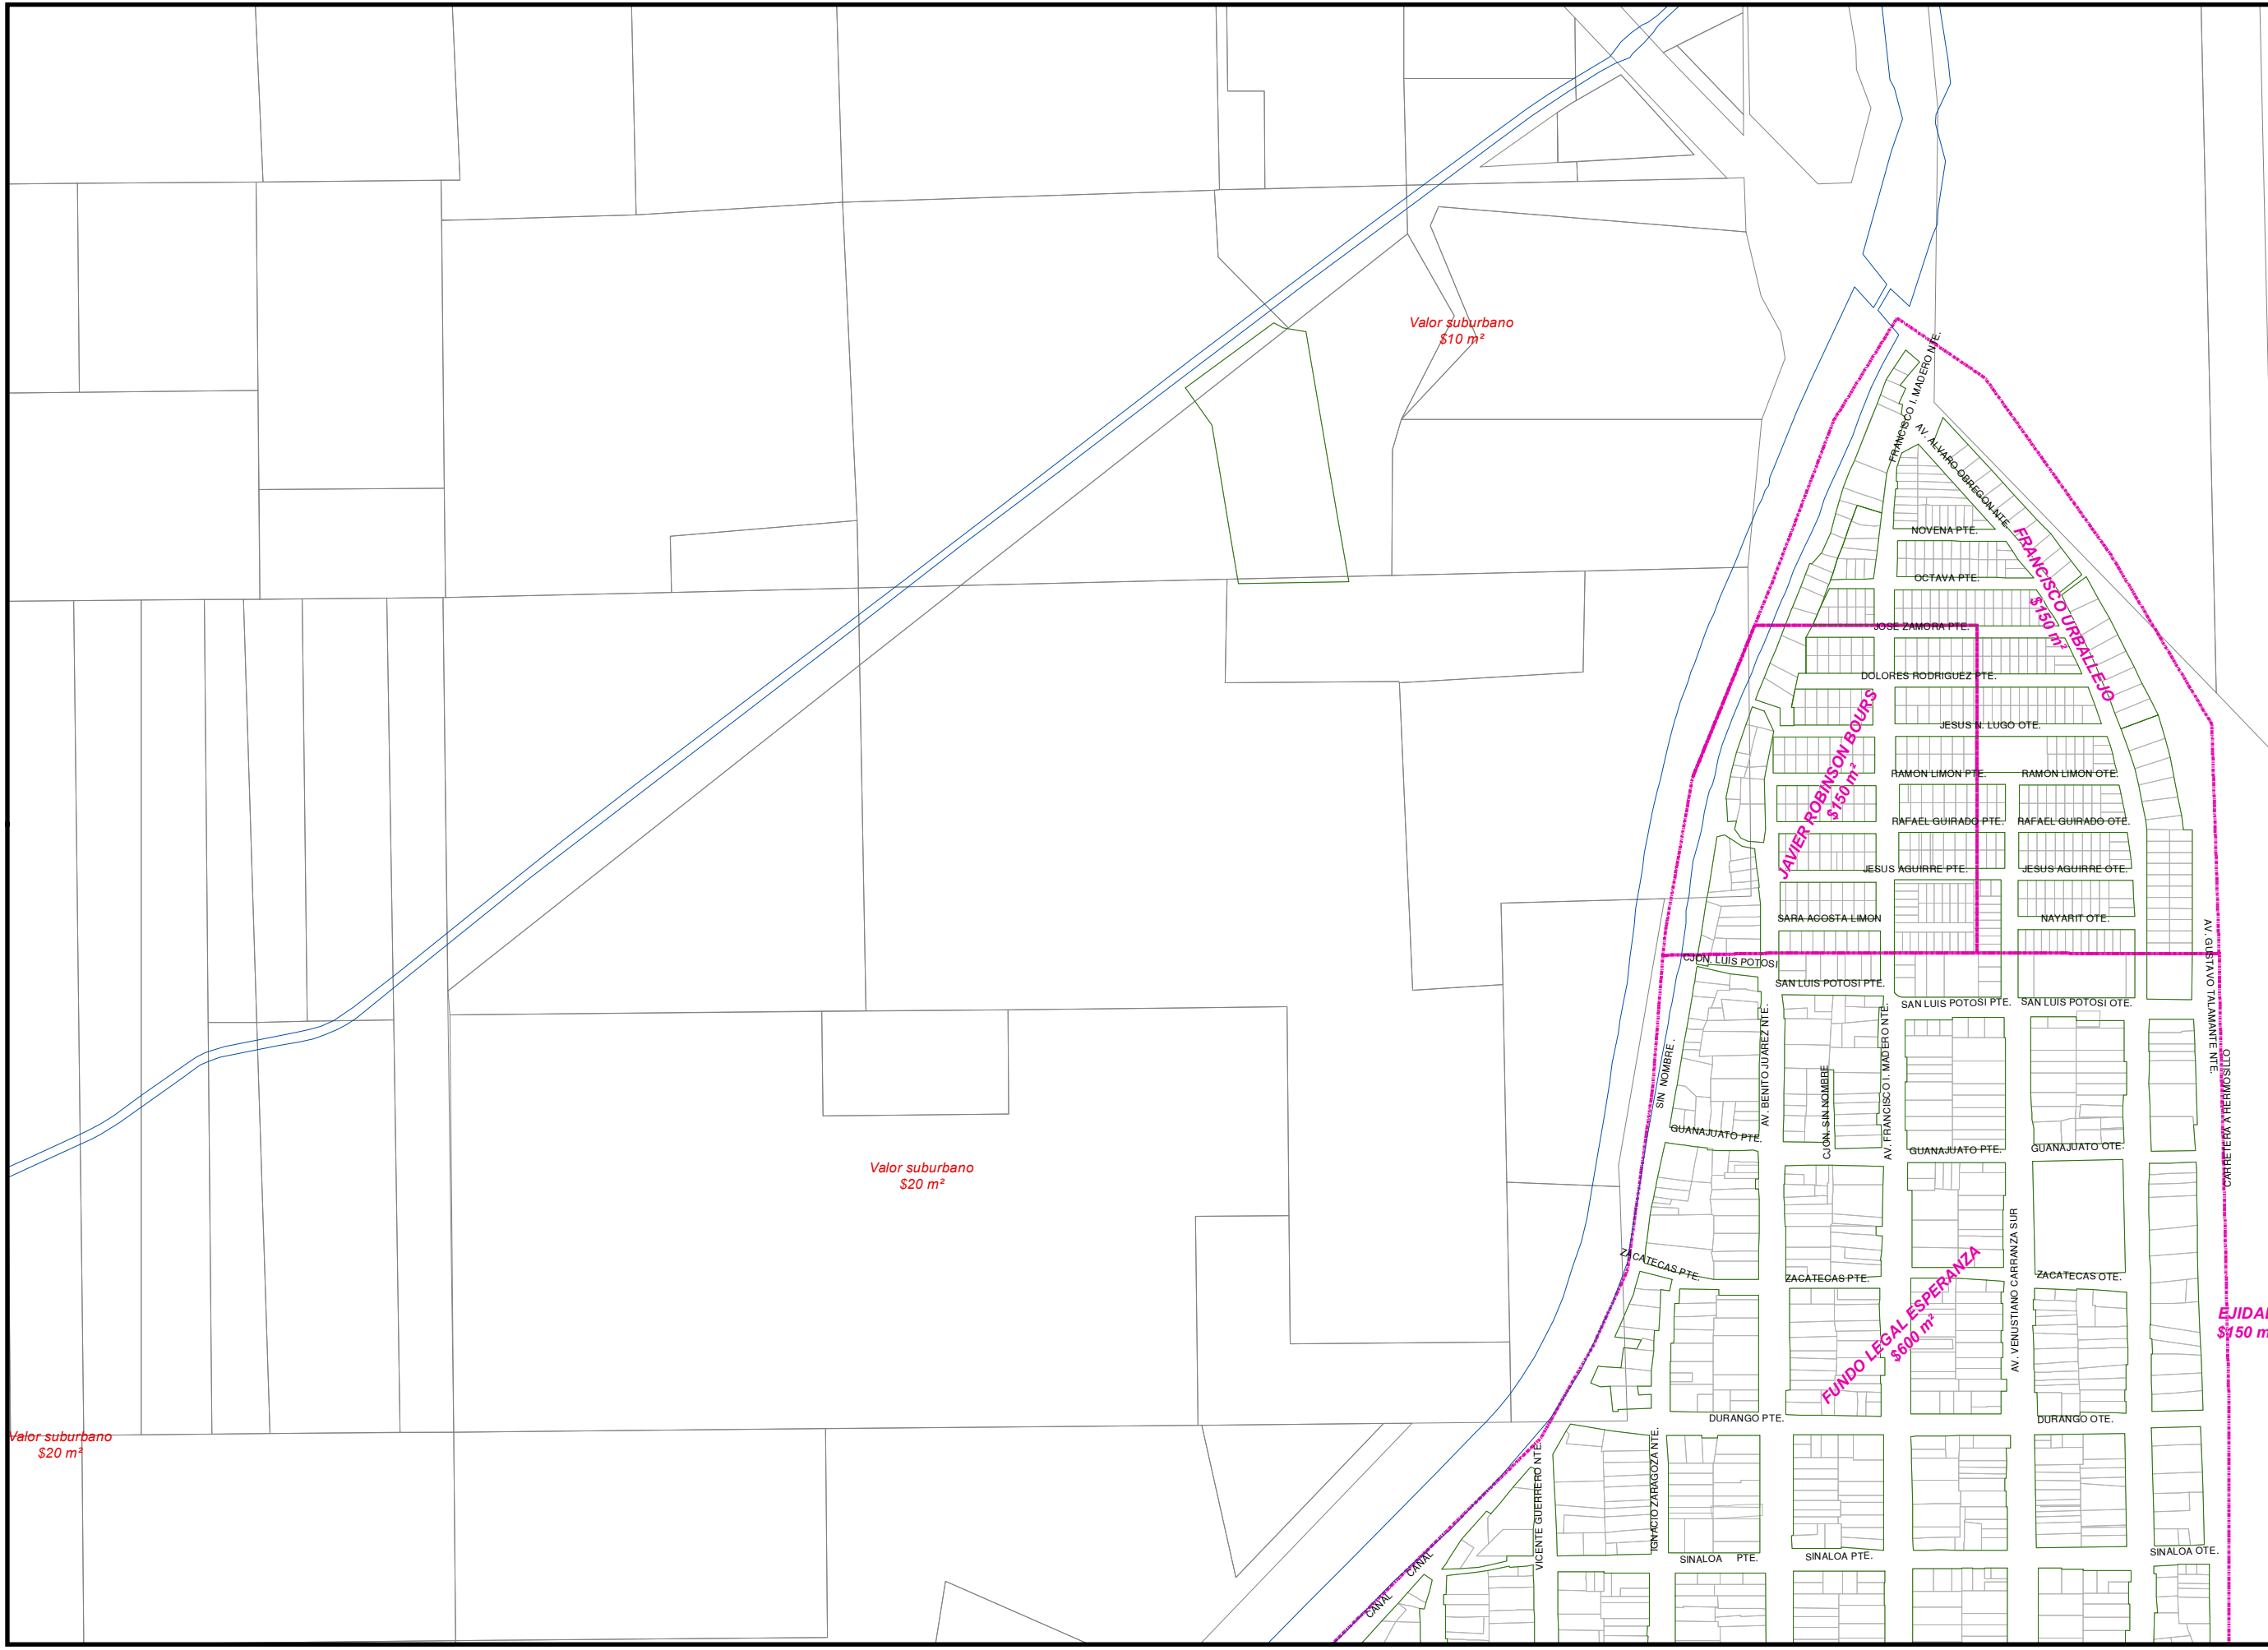 Valor suburbano
$10 m²
FRANCISCO I. MADERO NTE.
AV. ALVARO OBREGON NTE.
NOVENA PTE.
FRANCISCO URBALLEJO
$150 m²
OCTAVA PTE.
JOSE ZAMORA PTE.
DOLORES RODRIGUEZ PTE.
JAVIER ROBINSON BOURS
$150 m²
JESUS N. LUGO OTE.
RAMON LIMON PTE.
RAMON LIMON OTE.
RAFAEL GUIRADO PTE.
RAFAEL GUIRADO OTE.
JESUS AGUIRRE PTE.
JESUS AGUIRRE OTE.
SARA ACOSTA LIMON
NAYARIT OTE.
CJON. LUIS POTOSI
SAN LUIS POTOSI PTE.
SAN LUIS POTOSI PTE.
SAN LUIS POTOSI OTE.
AV. GUSTAVO TALAMANTE NTE.
SIN NOMBRE .
AV. BENITO JUAREZ NTE.
CJON. SIN NOMBRE
AV. FRANCISCO I. MADERO NTE.
CARRETERA A HERMOSILLO
GUANAJUATO PTE.
GUANAJUATO PTE.
GUANAJUATO OTE.
Valor suburbano
$20 m²
AV. VENUSTIANO CARRANZA SUR
ZACATECAS PTE.
ZACATECAS PTE.
ZACATECAS OTE.
FUNDO LEGAL ESPERANZA
$600 m²
EJIDAL
$150 m
DURANGO PTE.
DURANGO OTE.
Valor suburbano
$20 m²
VICENTE GUERRERO NTE.
IGNACIO ZARAGOZA NTE.
SINALOA PTE.
SINALOA PTE.
SINALOA OTE.
CANAL
CANAL